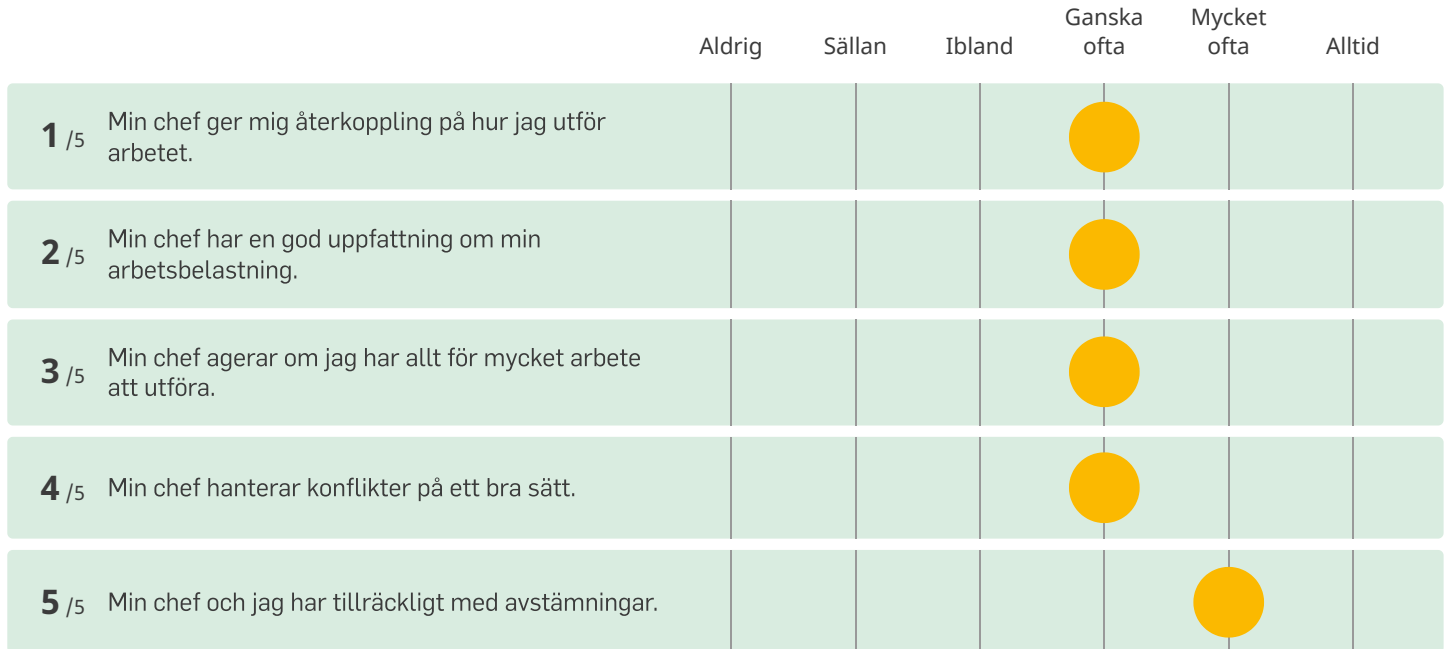 Aldrig
Sällan
Ibland
Ganska
ofta
Mycket
ofta
Alltid
1 /5
Min chef ger mig återkoppling på hur jag utför
arbetet.
2 /5
Min chef har en god uppfattning om min
arbetsbelastning.
3 /5
Min chef agerar om jag har allt för mycket arbete
att utföra.
4 /5
Min chef hanterar konflikter på ett bra sätt.
5 /5
Min chef och jag har tillräckligt med avstämningar.